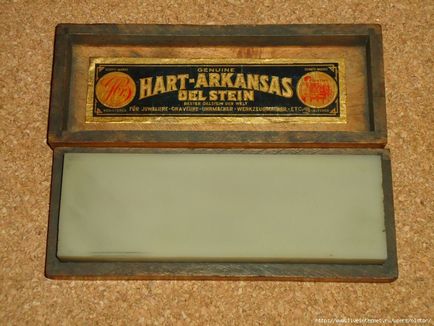 GENUINE
HART-ARKANSAS
OEL STEIN
BESTER OELSTEIN DER WELT
FÜR JUWELIERE-GRAVEURE-UHRMACHER-WERKZEUGMACHER-ETC.